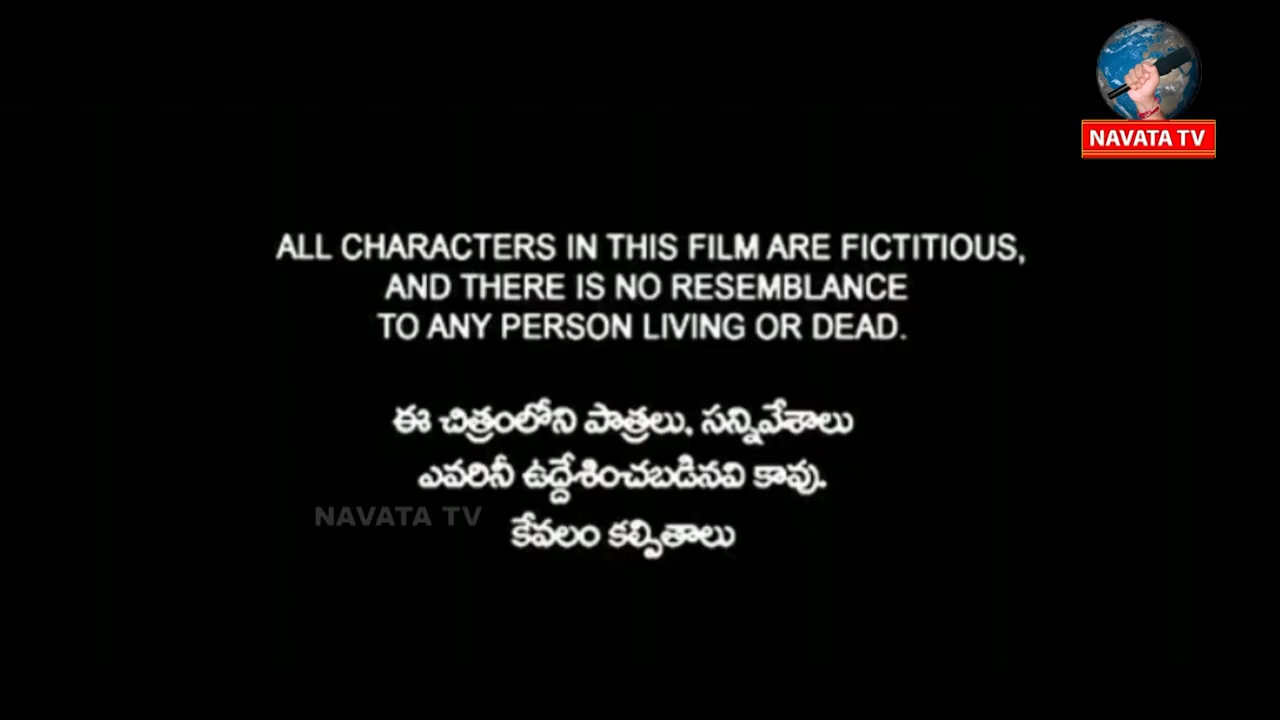 NAVATA TV
ALL CHARACTERS IN THIS FILM ARE FICTITIOUS,
AND THERE IS NO RESEMBLANCE
TO ANY PERSON LIVING OR DEAD.
ఈ చిత్రంలోని పాత్రలు, సన్నివేశాలు
ఎవరినీ ఉద్దేశించబడినవి కావు.
NAVATA TV
కేవలం కల్పితాలు